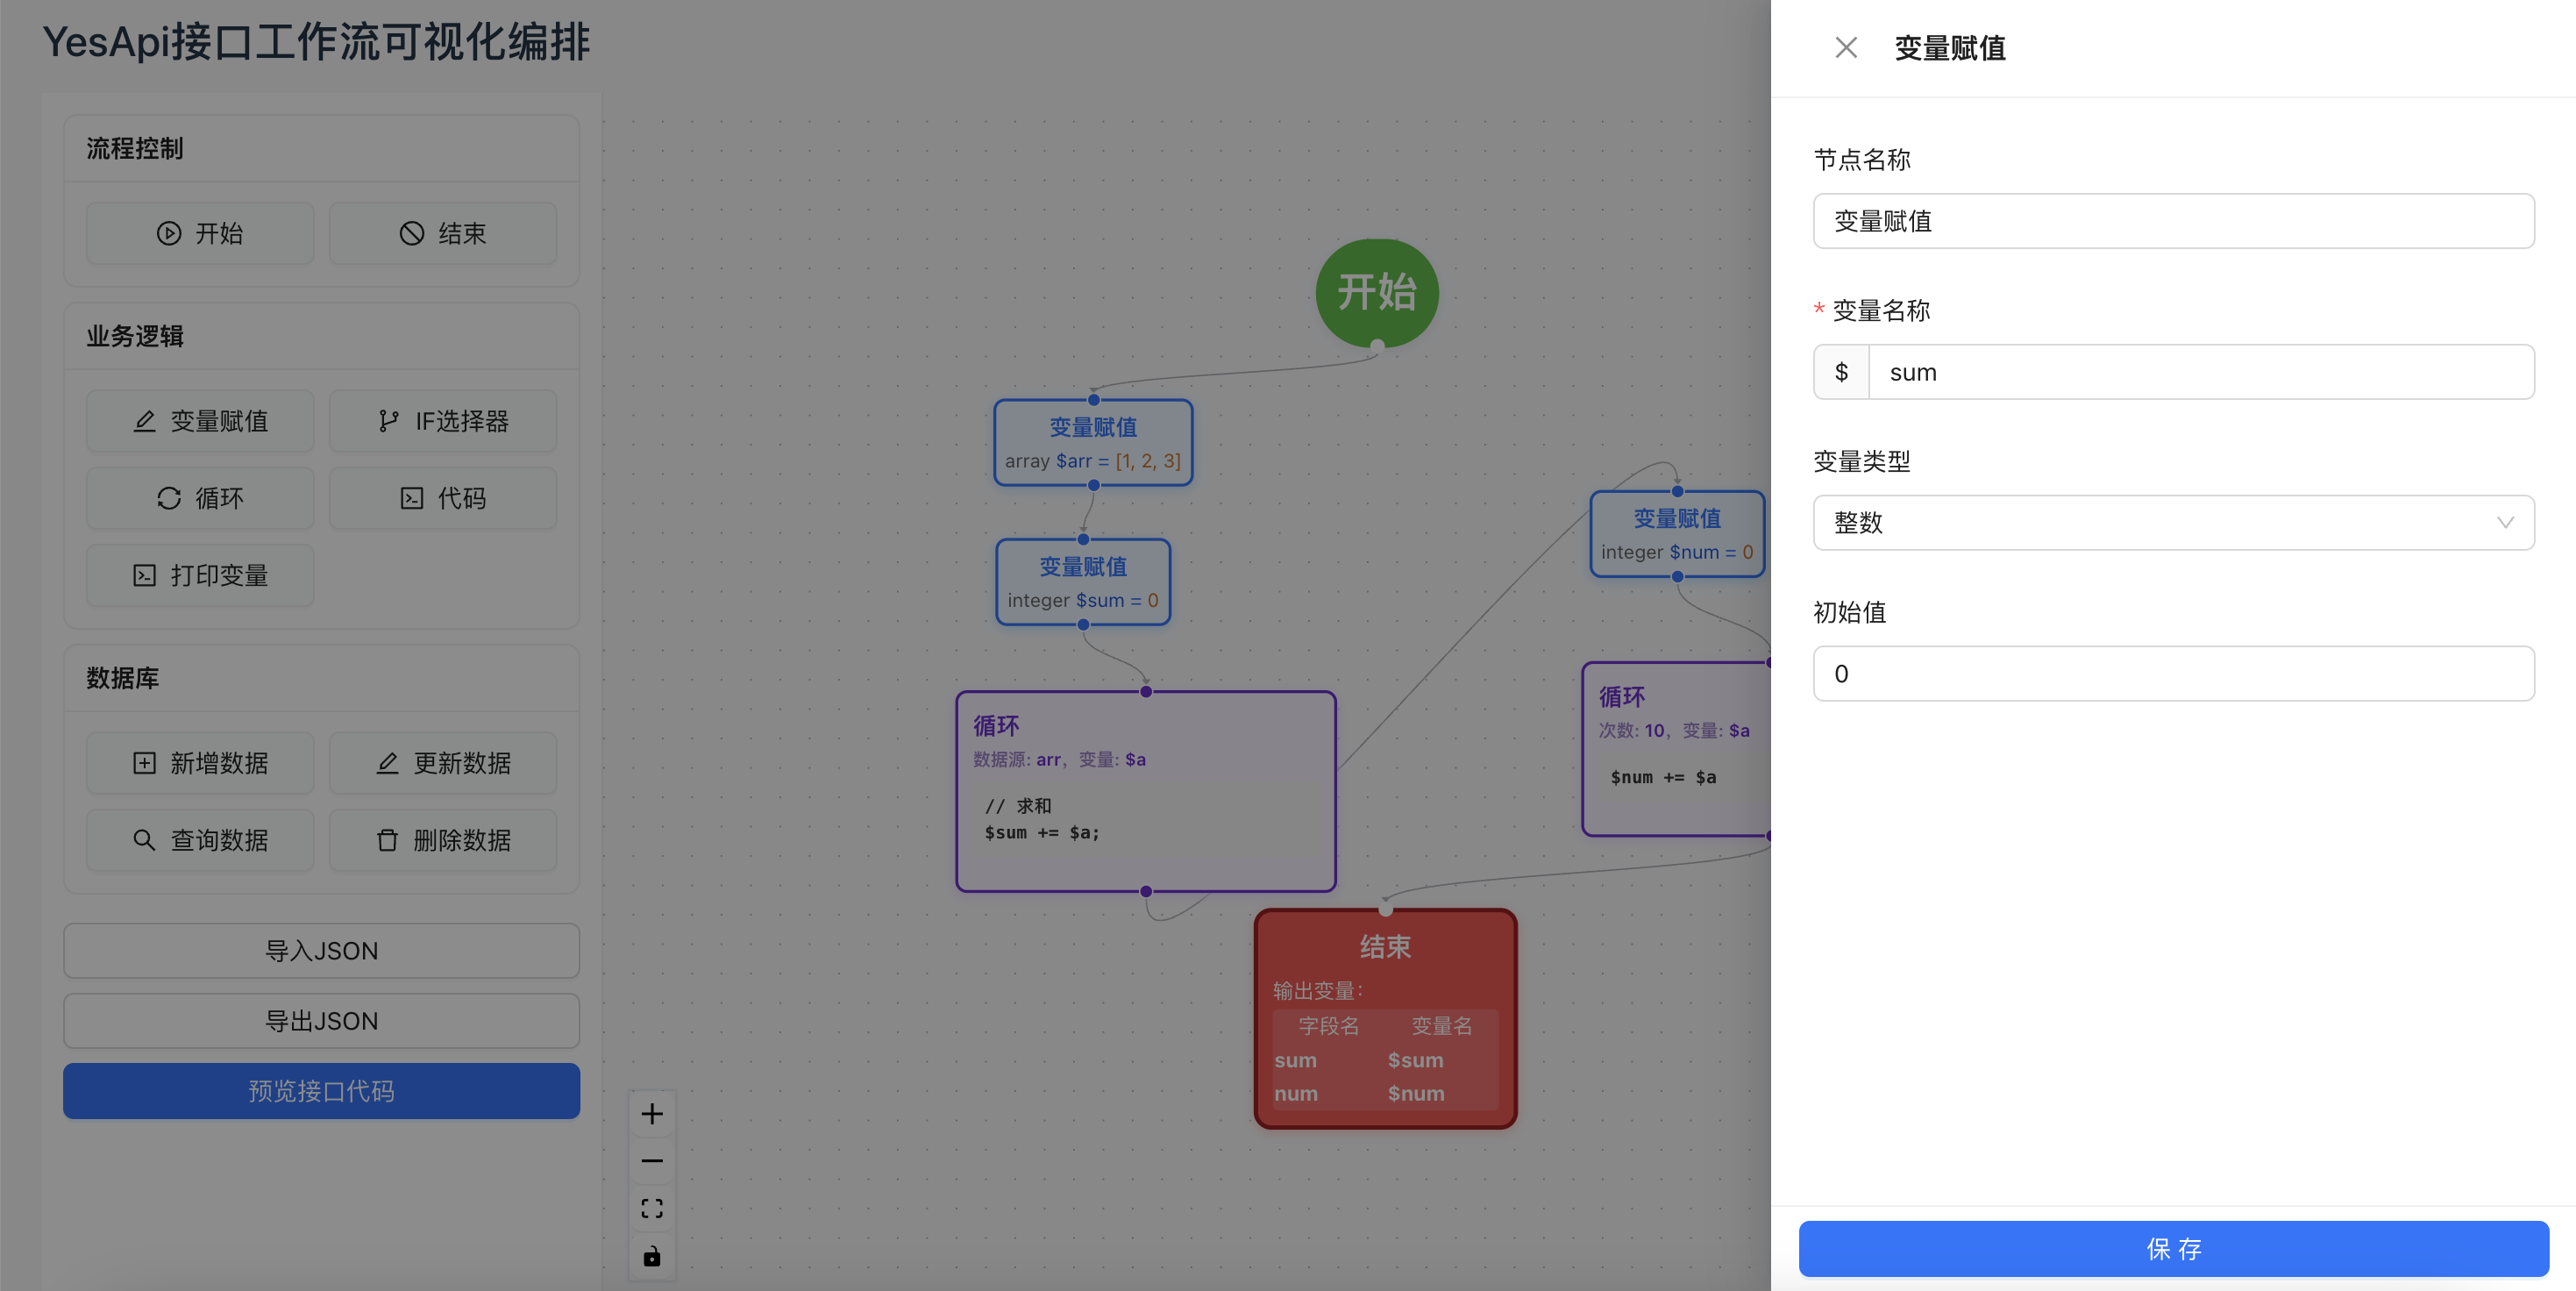 YesApi接口工作流可视化编排
流程控制
开始
结束
业务逻辑
变量赋值
IF选择器
循环
代码
打印变量
数据库
新增数据
更新数据
查询数据
删除数据
导入JSON
导出JSON
预览接口代码
开始
变量赋值
array $arr = [1, 2, 3]
变量赋值
integer $sum = 0
循环
数据源: arr，变量: $a
// 求和
$sum += $a;
变量赋值
integer $num = 0
循环
次数: 10，变量: $a
$num += $a
结束
输出变量：
字段名 变量名
sum $sum
num $num
变量赋值
节点名称
变量赋值
* 变量名称
$ sum
变量类型
整数
初始值
0
保 存